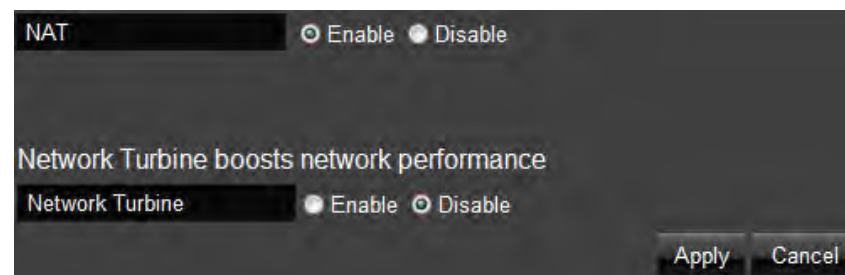 NAT Enable Disable
Network Turbine boosts network performance
Network Turbine Enable Disable
Apply Cancel